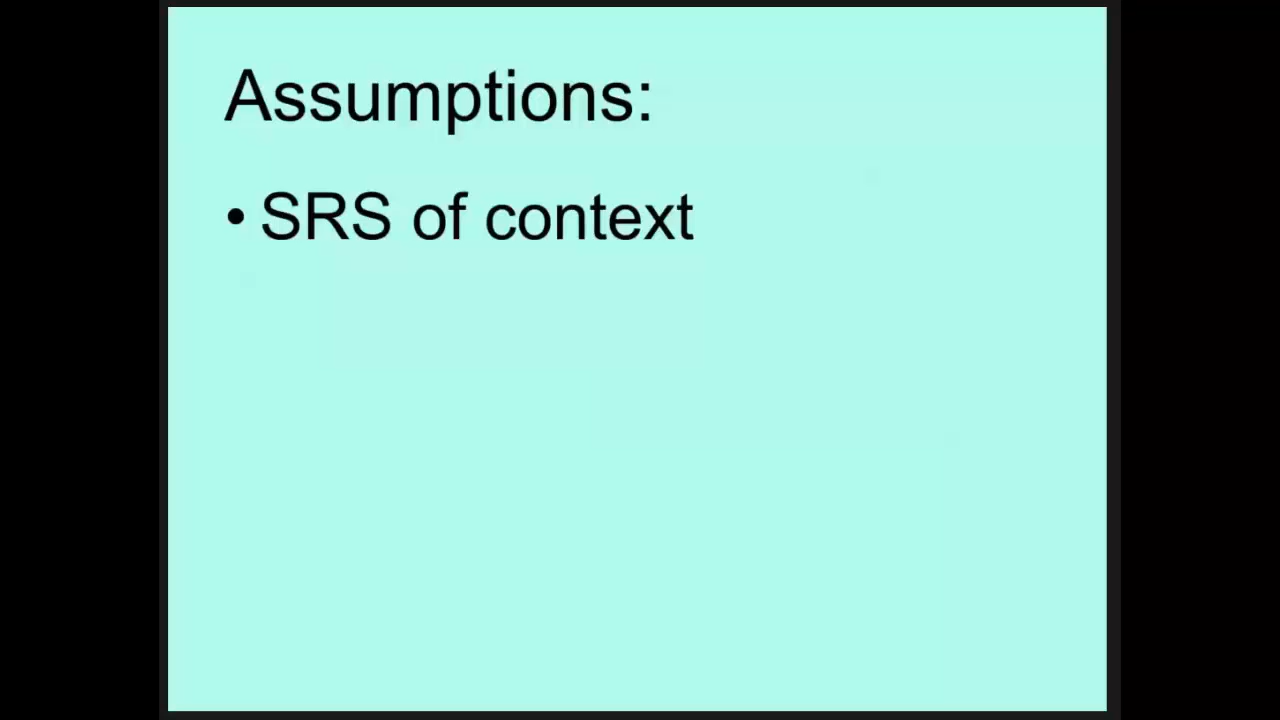 Assumptions:
• SRS of context